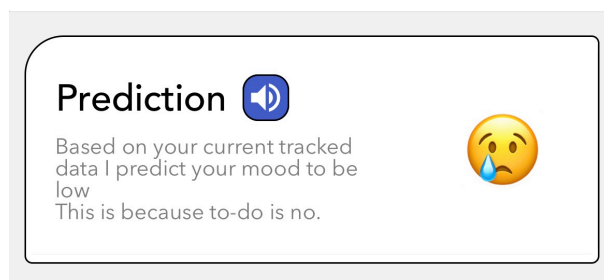 Prediction
Based on your current tracked
data I predict your mood to be
low
This is because to-do is no.